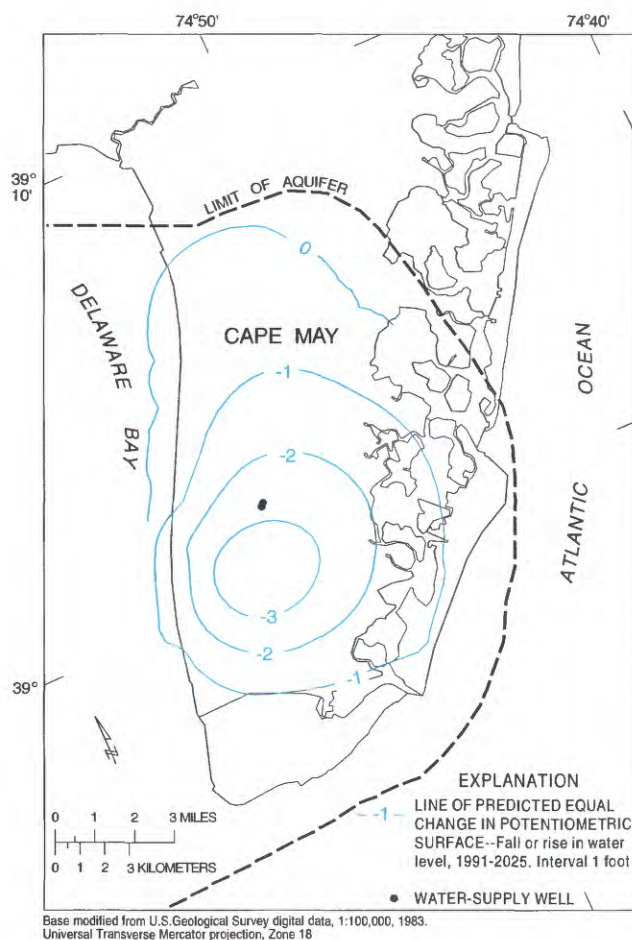 74°50'
74°40'
39°
10'
LIMIT OF AQUIFER
0
DELAWARE BAY
CAPE MAY
ATLANTIC OCEAN
-1
-2
-3
-2
-1
39°
0 1 2 3 MILES
0 1 2 3 KILOMETERS
EXPLANATION
-1 LINE OF PREDICTED EQUAL
CHANGE IN POTENTIOMETRIC
SURFACE--Fall or rise in water
level, 1991-2025. Interval 1 foot
WATER-SUPPLY WELL
Base modified from U.S.Geological Survey digital data, 1:100,000, 1983.
Universal Transverse Mercator projection, Zone 18